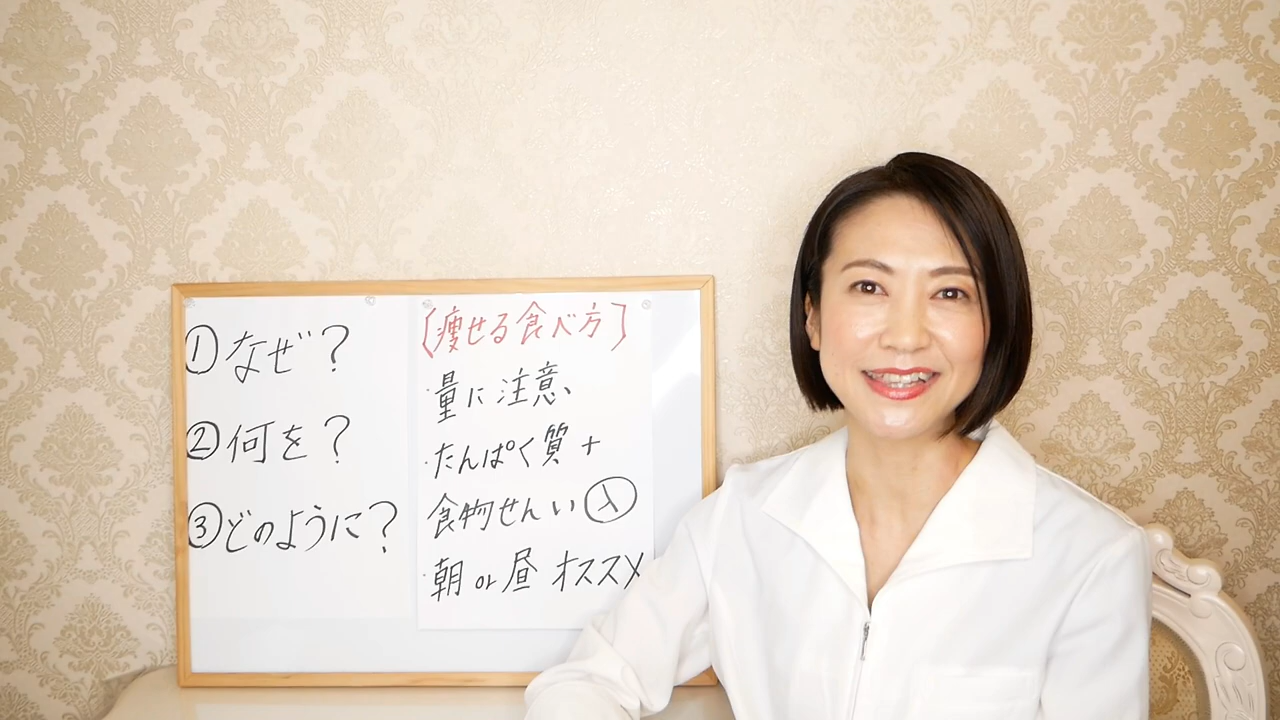 ①なぜ？
②何を？
③どのように？
［痩せる食べ方］
・量に注意、
・たんぱく質＋
食物せんい㊅
・朝or昼 オススメ